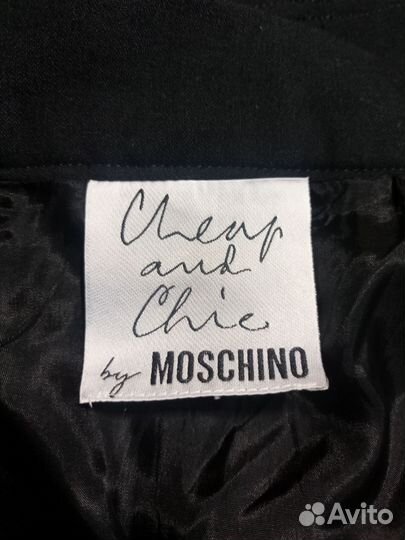 Cheap
and
Chic
by MOSCHINO
Avito